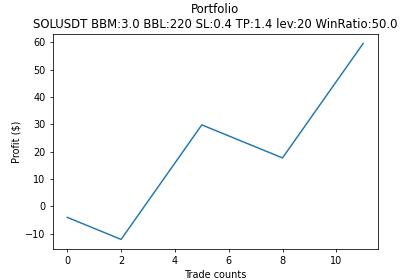 Portfolio
SOLUSDT BBM:3.0 BBL:220 SL:0.4 TP:1.4 lev:20 WinRatio:50.0
60
50
40
30
20
10
0
−10
Profit ($)
0 2 4 6 8 10
Trade counts